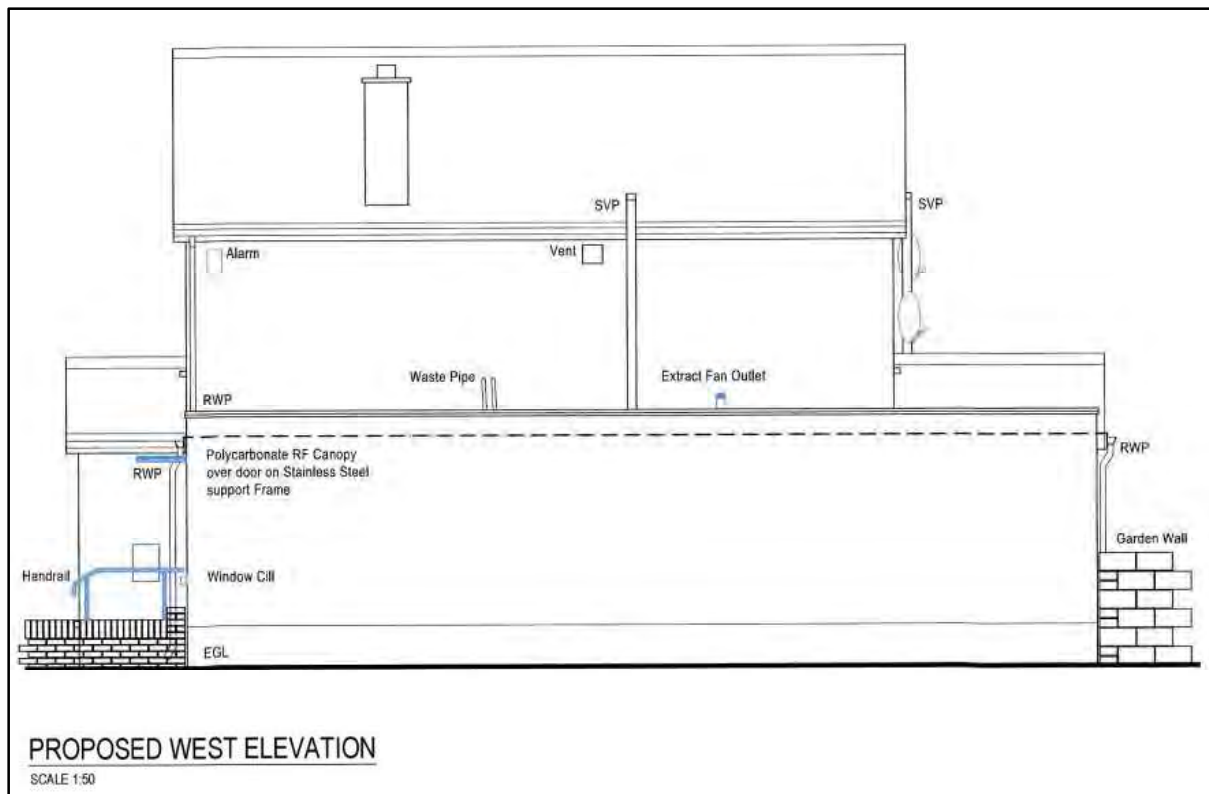 SVP
SVP
Alarm
Vent
Waste Pipe
Extract Fan Outlet
RWP
Polycarbonate RF Canopy
over door on Stainless Steel
support Frame
RWP
RWP
Garden Wall
Handrail
Window Cill
EGL
PROPOSED WEST ELEVATION
SCALE 1:50